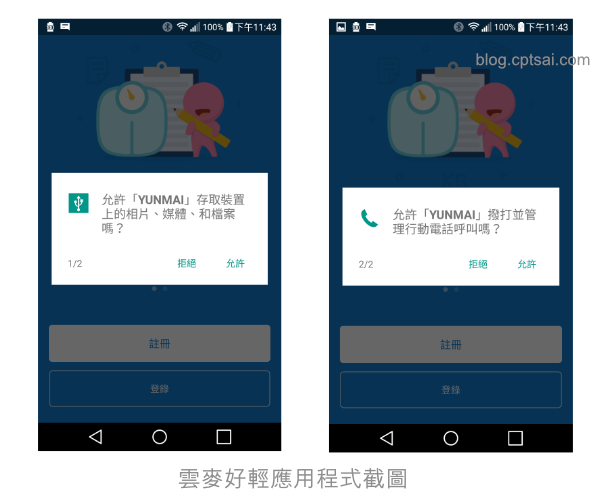 100% 下午11:43
允許「YUNMAI」存取裝置
上的相片、媒體、和檔案
嗎？
1/2 拒絕 允許
註冊
登錄
100% 下午11:43
blog.cptsai.com
允許「YUNMAI」撥打並管
理行動電話呼叫嗎？
2/2 拒絕 允許
註冊
登錄
雲麥好輕應用程式截圖